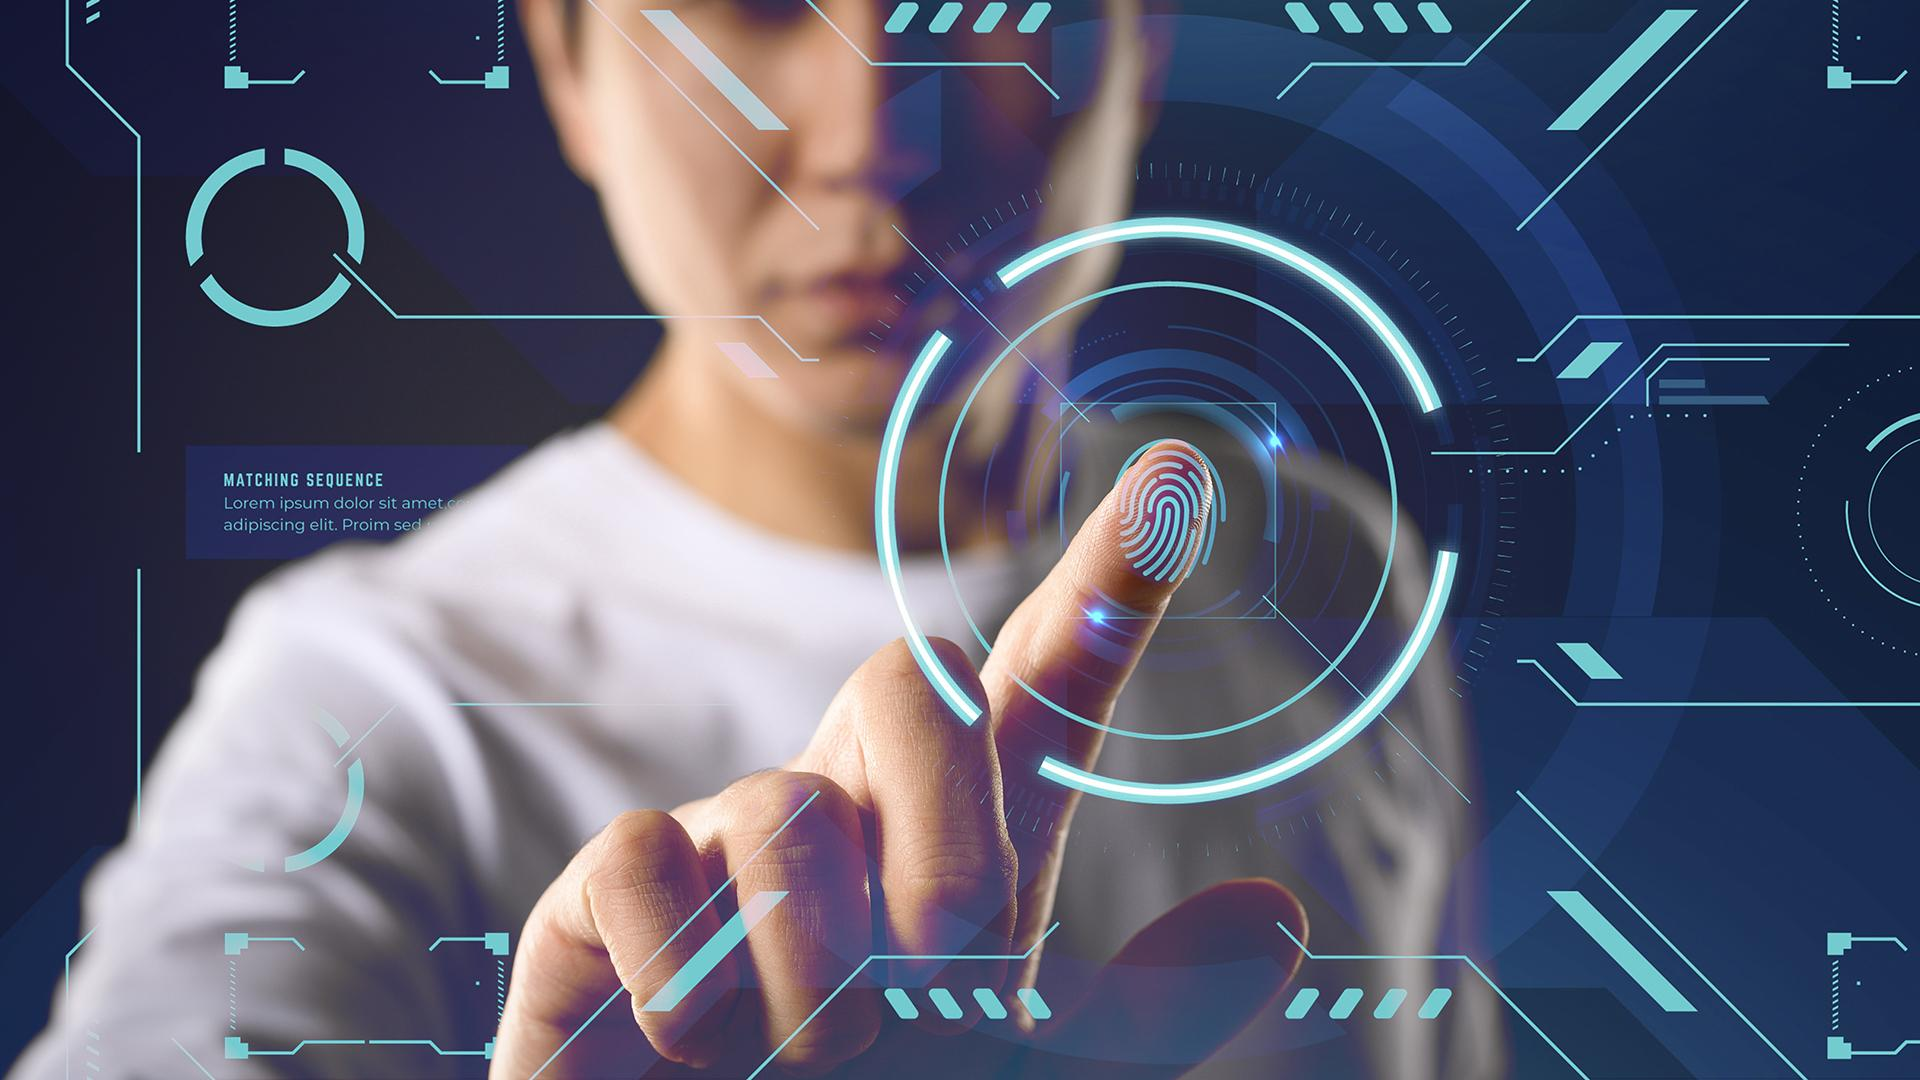 MATCHING SEQUENCE
Lorem ipsum dolor sit amet,
adipiscing elit. Proim sed